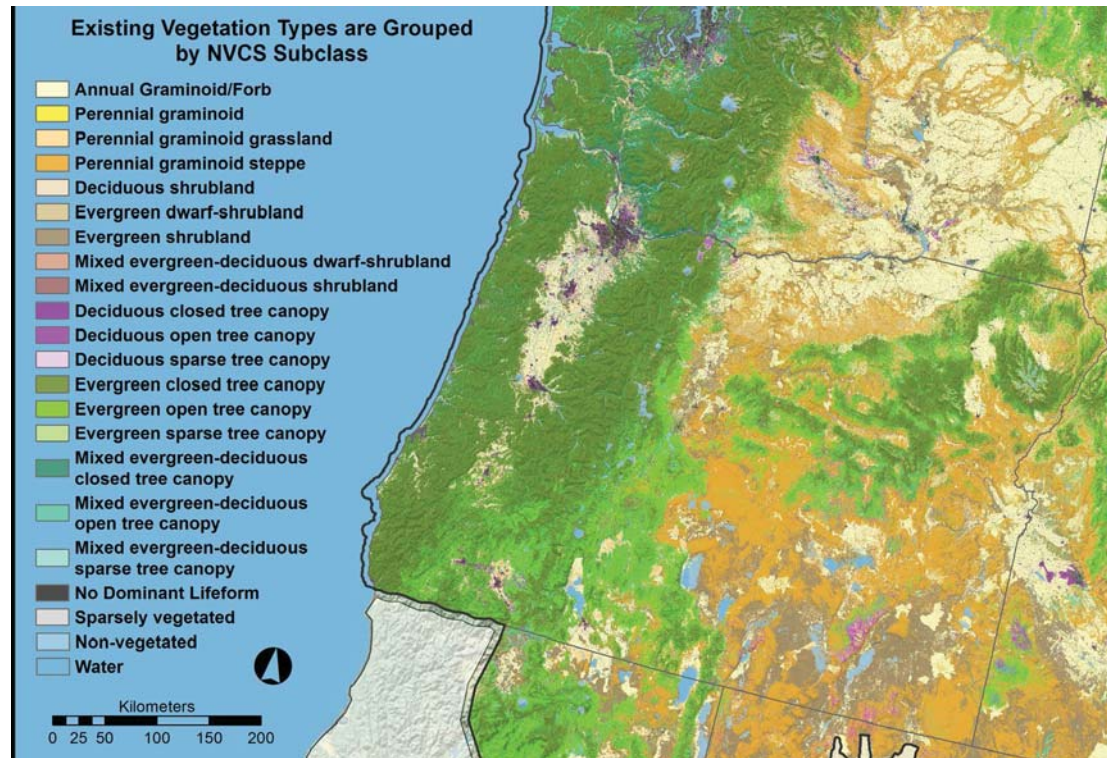 Existing Vegetation Types are Grouped
by NVCS Subclass
Annual Graminoid/Forb
Perennial graminoid
Perennial graminoid grassland
Perennial graminoid steppe
Deciduous shrubland
Evergreen dwarf-shrubland
Evergreen shrubland
Mixed evergreen-deciduous dwarf-shrubland
Mixed evergreen-deciduous shrubland
Deciduous closed tree canopy
Deciduous open tree canopy
Deciduous sparse tree canopy
Evergreen closed tree canopy
Evergreen open tree canopy
Evergreen sparse tree canopy
Mixed evergreen-deciduous
closed tree canopy
Mixed evergreen-deciduous
open tree canopy
Mixed evergreen-deciduous
sparse tree canopy
No Dominant Lifeform
Sparsely vegetated
Non-vegetated
Water
Kilometers
0 25 50 100 150 200